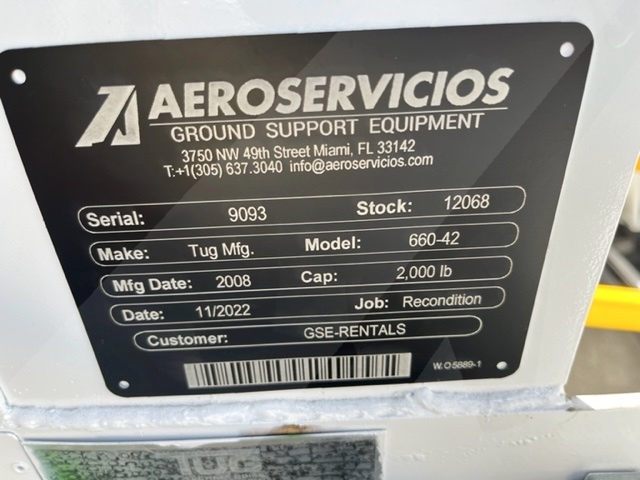 AEROSERVICIOS
GROUND SUPPORT EQUIPMENT
3750 NW 49th Street Miami, FL 33142
T:+1(305) 637.3040 info@aeroservicios.com
Serial: 9093 Stock: 12068
Make: Tug Mfg. Model: 660-42
Mfg Date: 2008 Cap: 2,000 lb
Date: 11/2022 Job: Recondition
Customer: GSE-RENTALS
W.O 5889-1
TUG